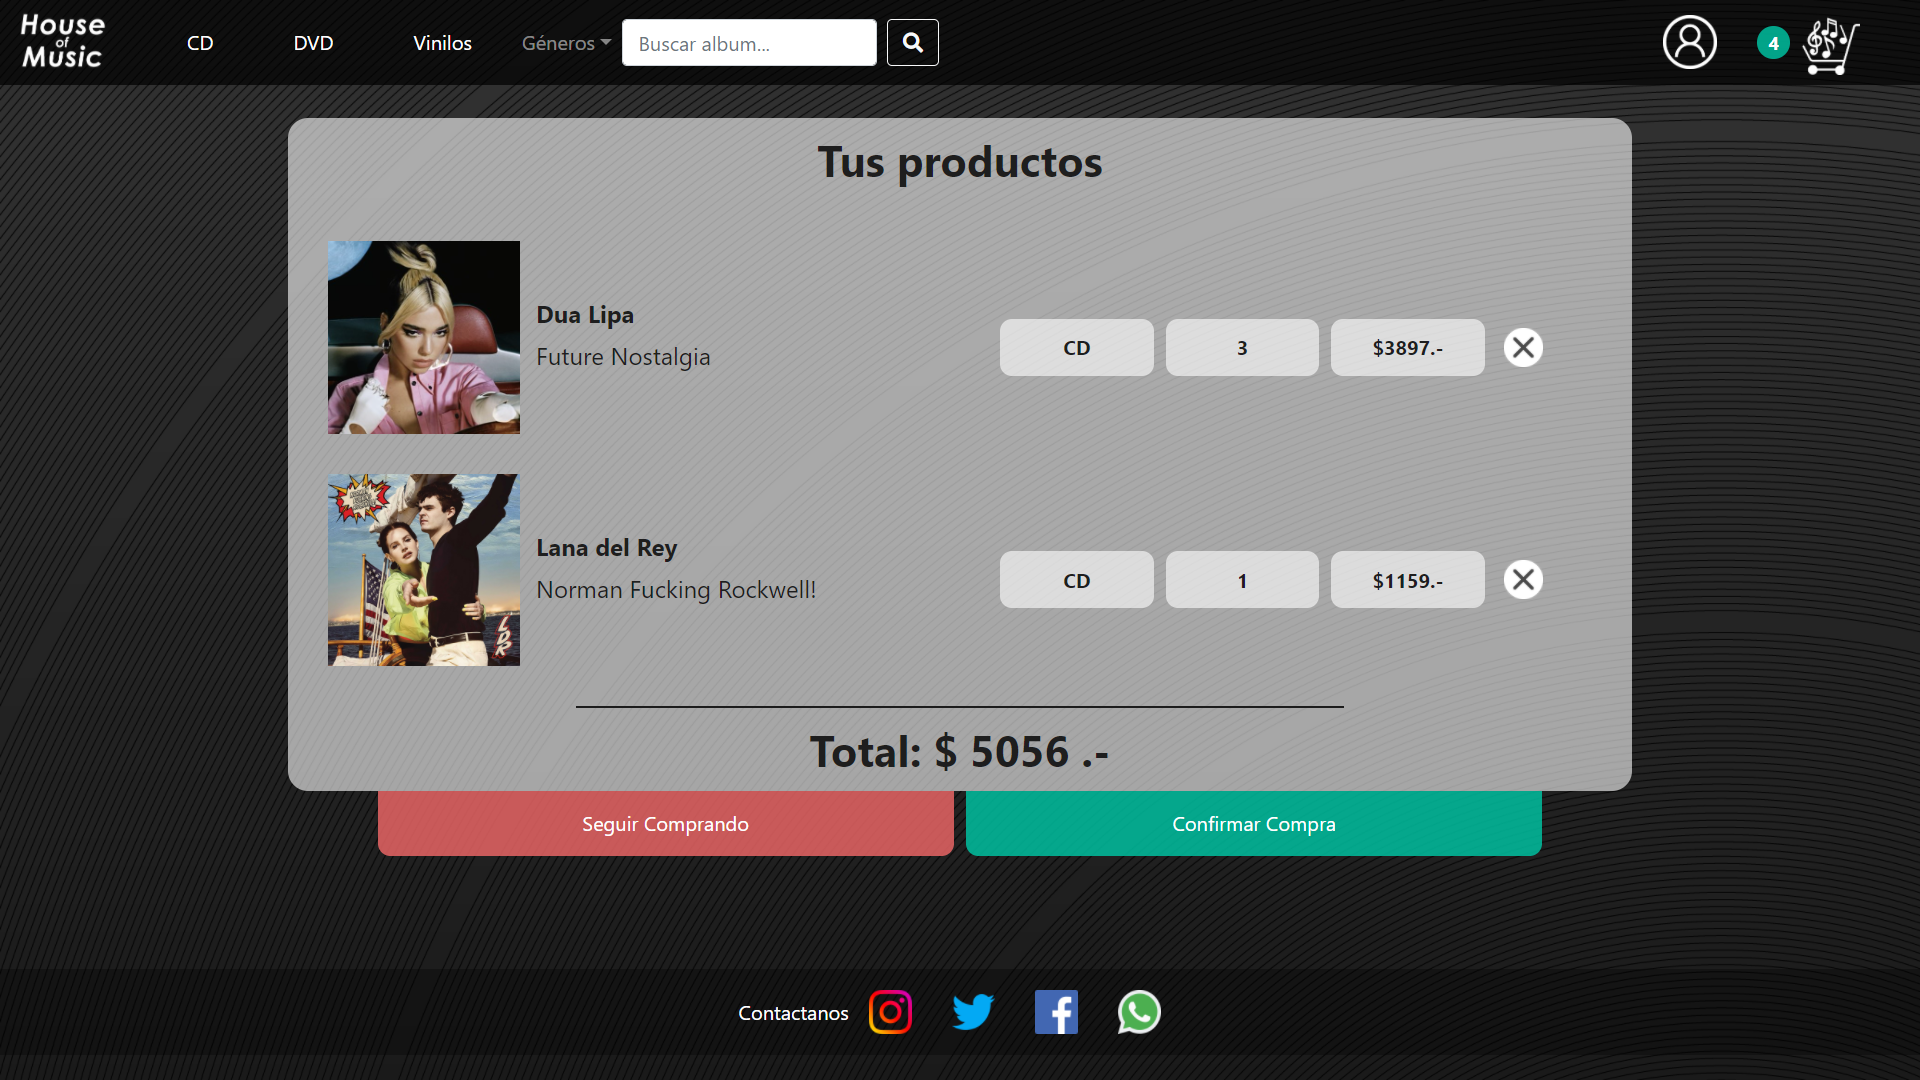 House
of
Music
CD
DVD
Vinilos
Géneros
Buscar album...
4
Tus productos
Dua Lipa
Future Nostalgia
CD
3
$3897.-
Lana del Rey
Norman Fucking Rockwell!
CD
1
$1159.-
LDR
Total: $ 5056 .-
Seguir Comprando
Confirmar Compra
Contactanos